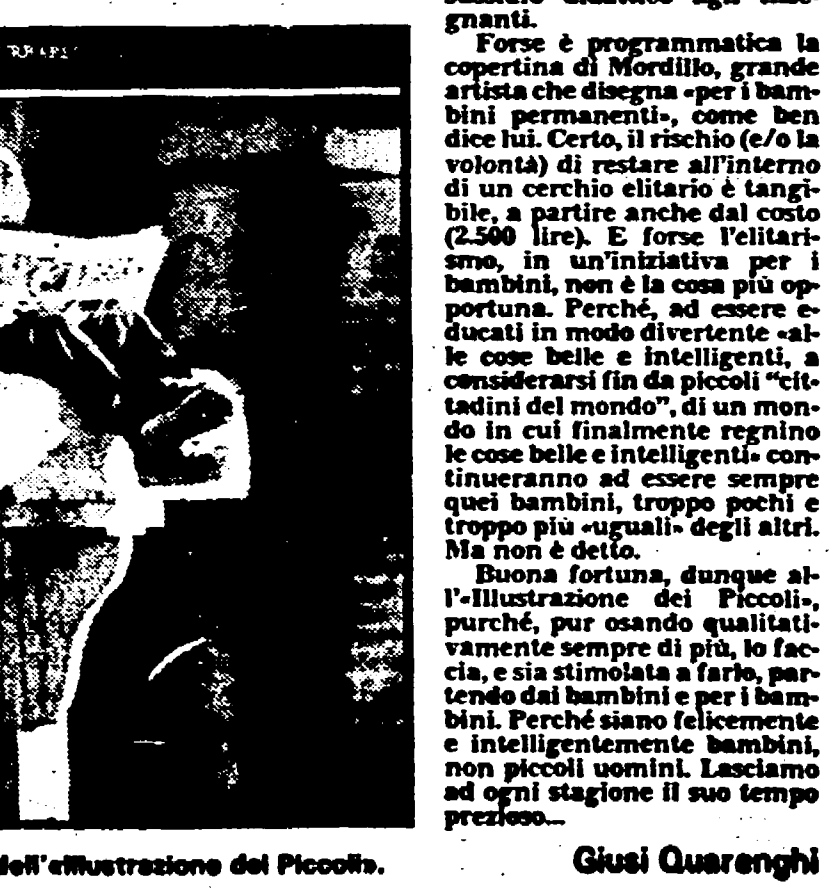 gnanti.
Forse è programmatica la
copertina di Mordillo, grande
artista che disegna «per i bam-
bini permanenti», come ben
dice lui. Certo, il rischio (e/o la
volontà) di restare all'interno
di un cerchio elitario è tangi-
bile, a partire anche dal costo
(2.500 lire). E forse l'elitari-
smo, in un'iniziativa per i
bambini, non è la cosa più op-
portuna. Perché, ad essere e-
ducati in modo divertente «al-
le cose belle e intelligenti, a
considerarsi fin da piccoli "cit-
tadini del mondo", di un mon-
do in cui finalmente regnino
le cose belle e intelligenti» con-
tinueranno ad essere sempre
quei bambini, troppo pochi e
troppo più «uguali» degli altri.
Ma non è detto.
Buona fortuna, dunque al-
l'«Illustrazione dei Piccoli»,
purché, pur osando qualitati-
vamente sempre di più, lo fac-
cia, e sia stimolata a farlo, par-
tendo dai bambini e per i bam-
bini. Perché siano felicemente
e intelligentemente bambini,
non piccoli uomini. Lasciamo
ad ogni stagione il suo tempo
prezioso...
Giusi Quarenghi
dell'«Illustrazione dei Piccoli».